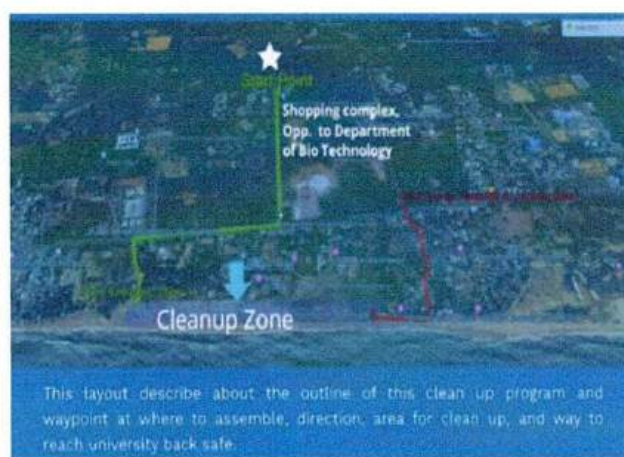 Start Point
Shopping complex,
Opp. to Department
of Bio Technology
Cleanup Zone
This layout describe about the outline of this clean up program and
waypoint at where to assemble, direction, area for clean up, and way to
reach university back safe.